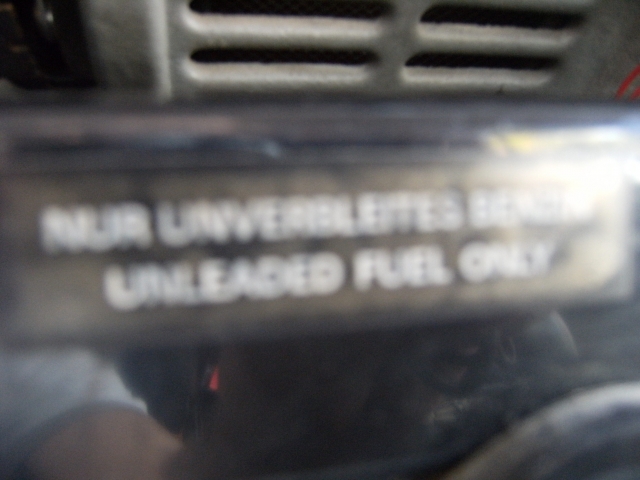 NUR UNVERBLEITES BENZIN
UNLEADED FUEL ONLY